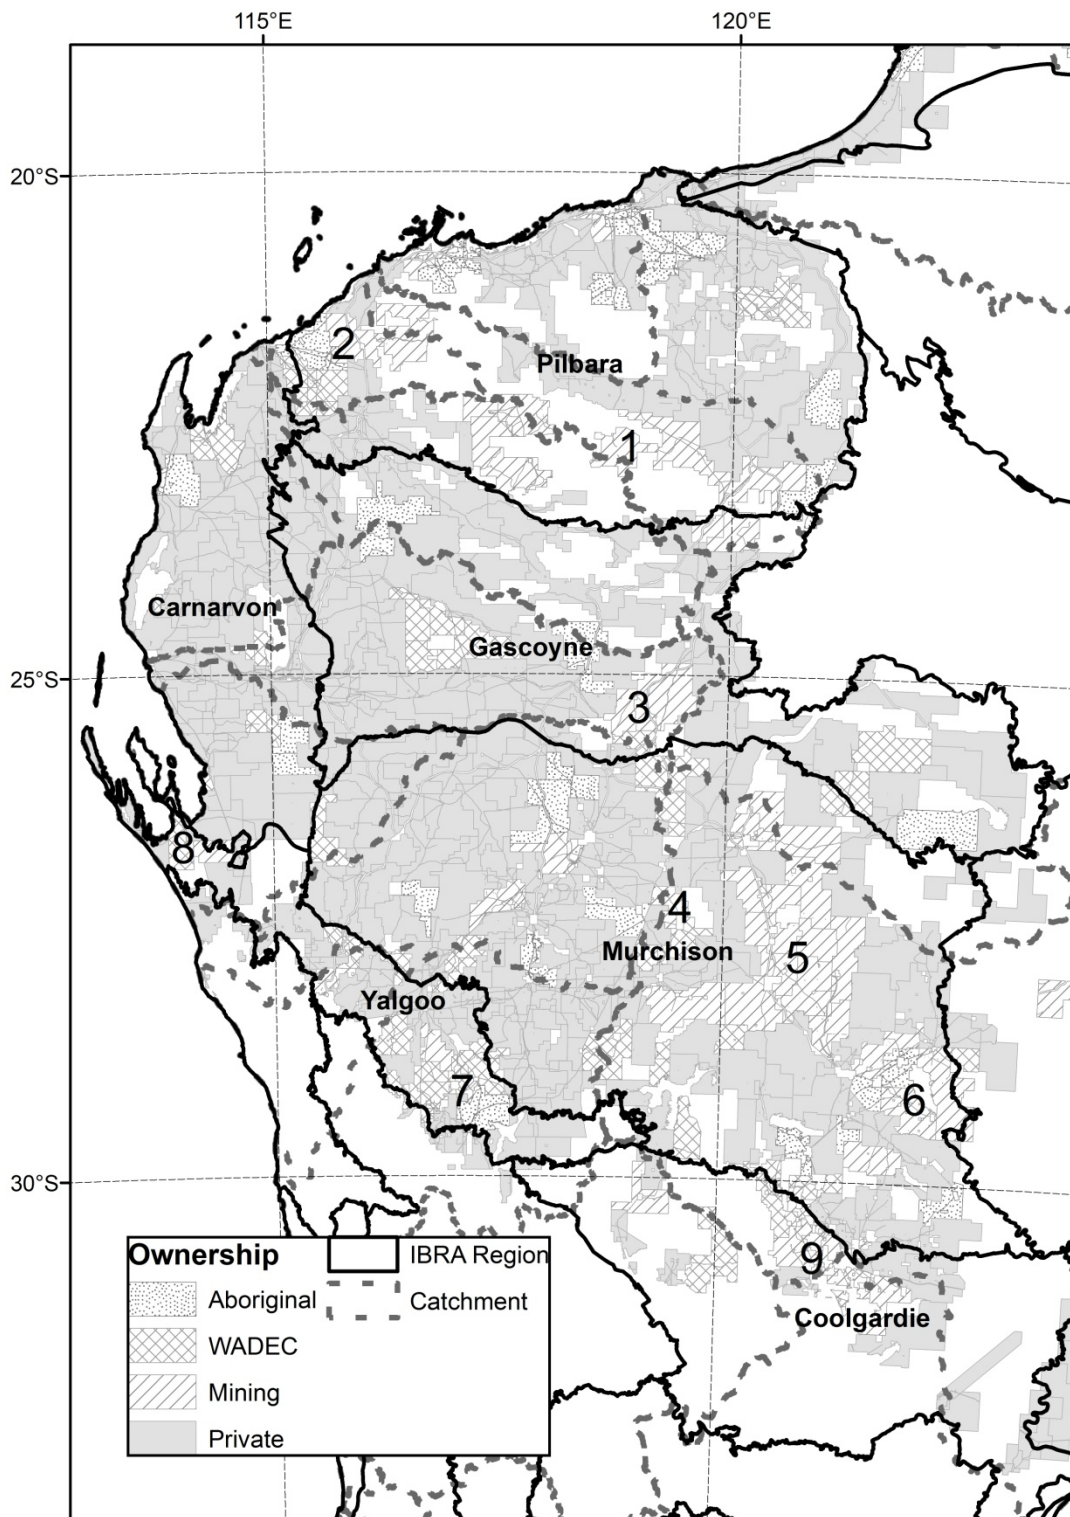 115°E 120°E
20°S
2
Pilbara
1
Carnarvon
Gascoyne
25°S
3
8
4
Murchison
5
Yalgoo
7
6
30°S
9
Coolgardie
Ownership
IBRA Region
Aboriginal
Catchment
WADEC
Mining
Private